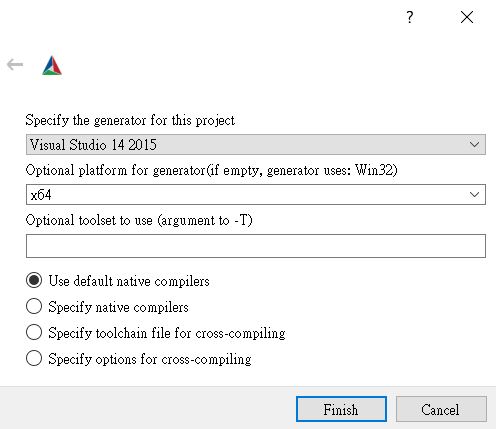 ?
Specify the generator for this project
Visual Studio 14 2015
Optional platform for generator(if empty, generator uses: Win32)
x64
Optional toolset to use (argument to -T)
Use default native compilers
Specify native compilers
Specify toolchain file for cross-compiling
Specify options for cross-compiling
Finish Cancel